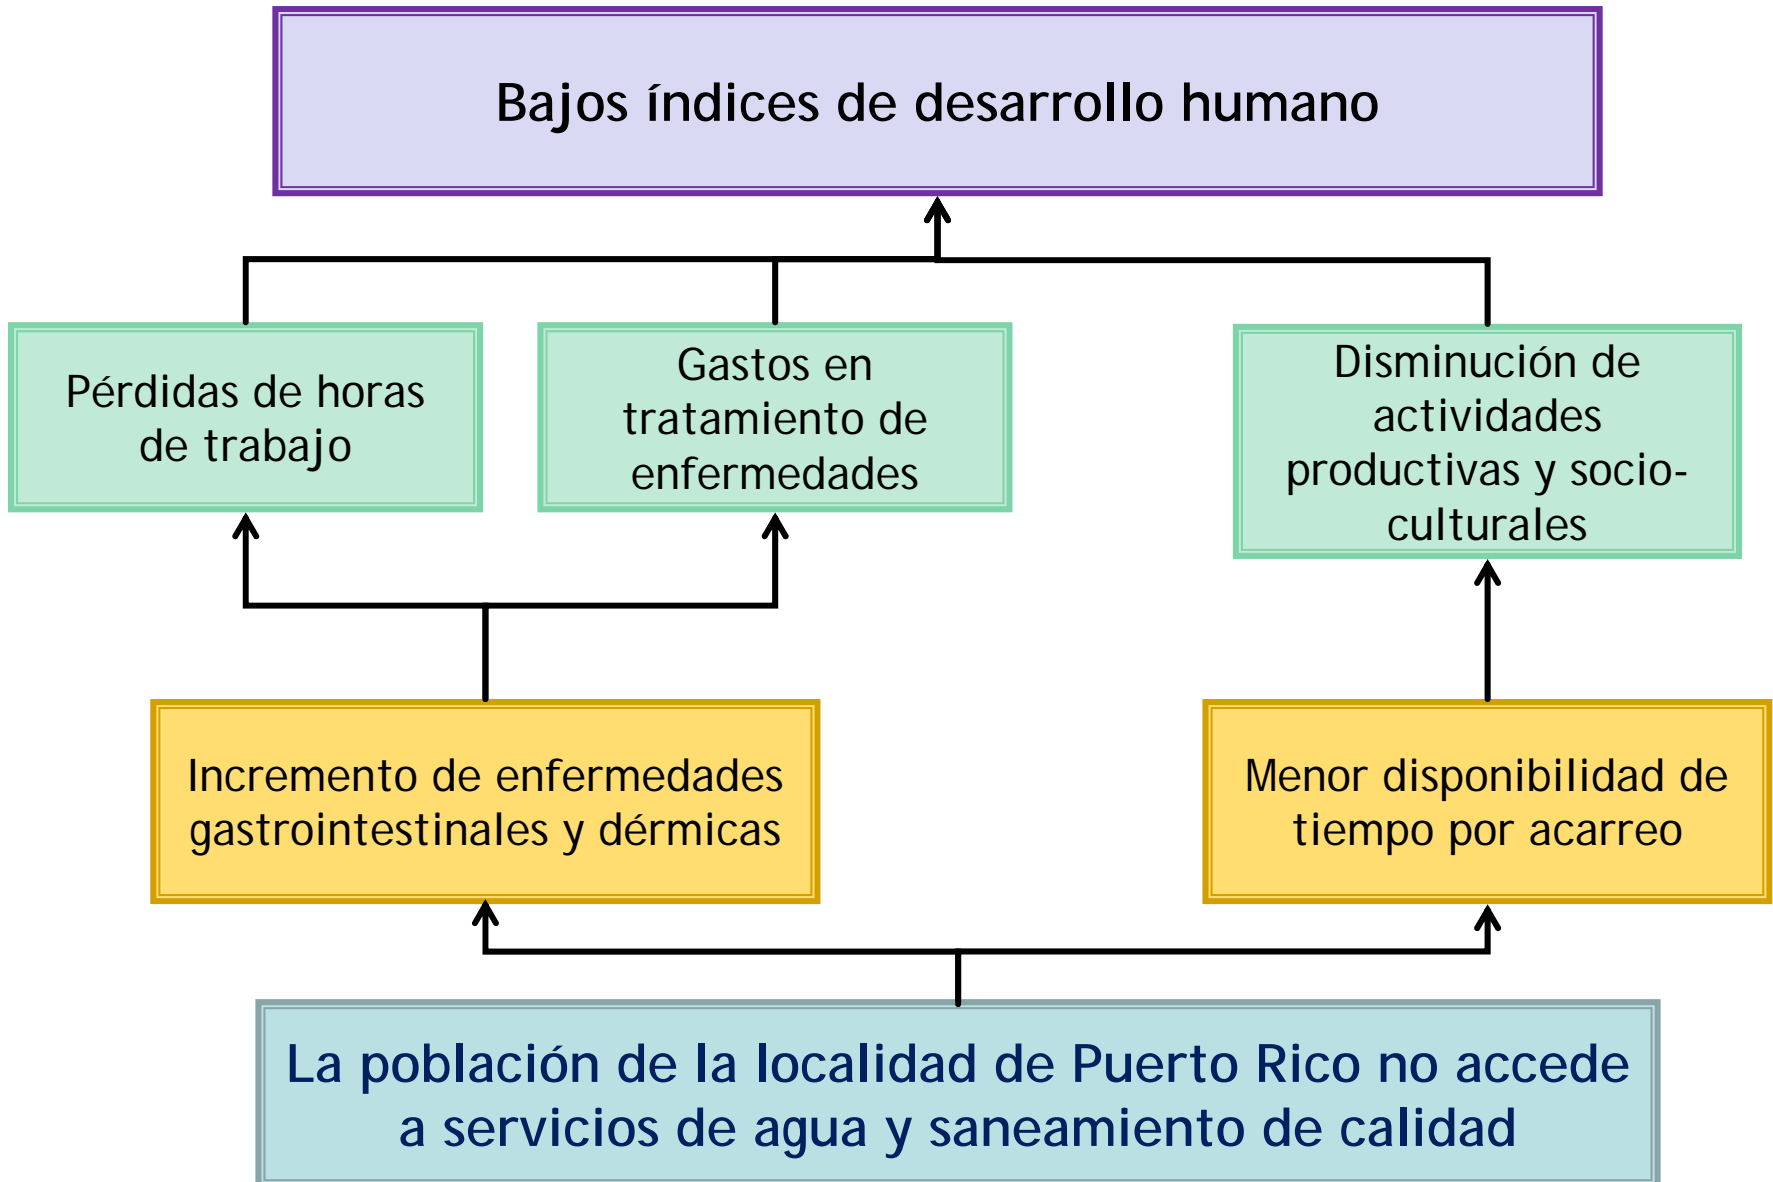 Bajos índices de desarrollo humano
Pérdidas de horas
de trabajo
Gastos en
tratamiento de
enfermedades
Disminución de
actividades
productivas y socio-
culturales
Incremento de enfermedades
gastrointestinales y dérmicas
Menor disponibilidad de
tiempo por acarreo
La población de la localidad de Puerto Rico no accede
a servicios de agua y saneamiento de calidad